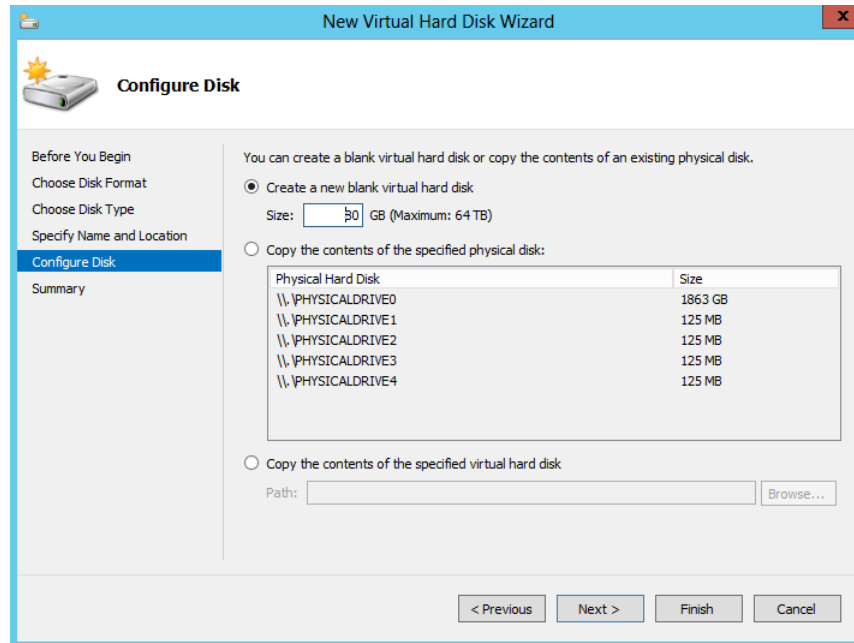 New Virtual Hard Disk Wizard
x
Configure Disk
Before You Begin
Choose Disk Format
Choose Disk Type
Specify Name and Location
Configure Disk
Summary
You can create a blank virtual hard disk or copy the contents of an existing physical disk.
Create a new blank virtual hard disk
Size: 80 GB (Maximum: 64 TB)
Copy the contents of the specified physical disk:
Physical Hard Disk Size
\\.\PHYSICALDRIVE0 1863 GB
\\.\PHYSICALDRIVE1 125 MB
\\.\PHYSICALDRIVE2 125 MB
\\.\PHYSICALDRIVE3 125 MB
\\.\PHYSICALDRIVE4 125 MB
Copy the contents of the specified virtual hard disk
Path: Browse...
< Previous Next > Finish Cancel